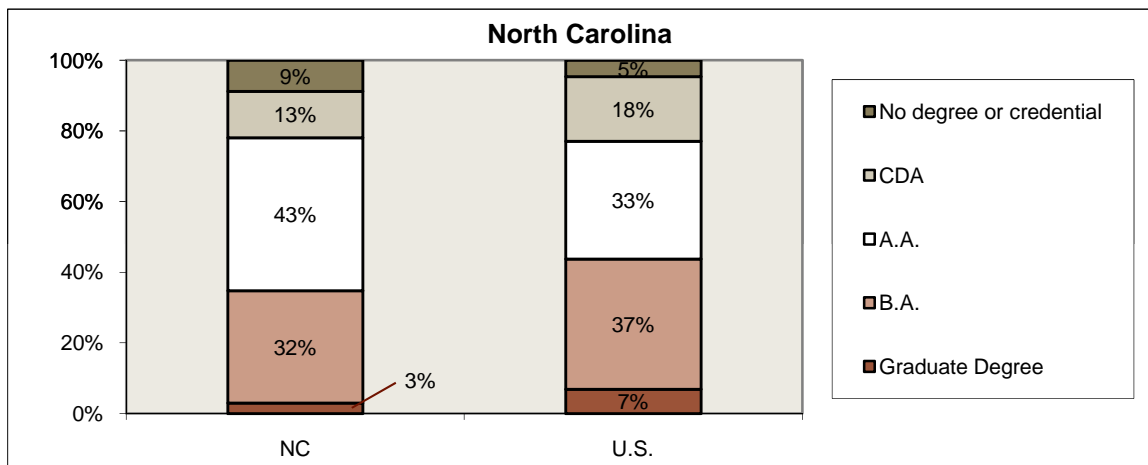 North Carolina
100%
80%
60%
40%
20%
0%
9%
13%
43%
32%
3%
5%
18%
33%
37%
7%
NC
U.S.
No degree or credential
CDA
A.A.
B.A.
Graduate Degree